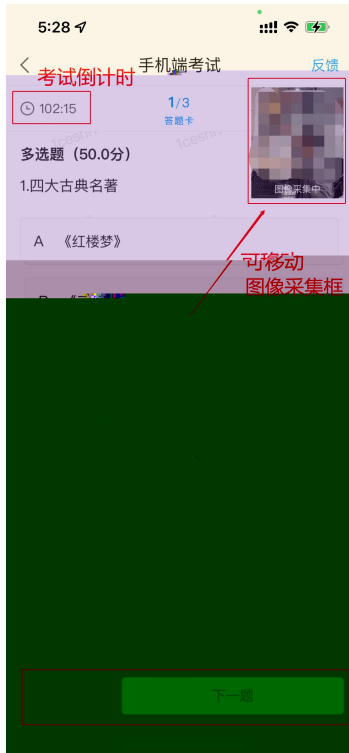 5:28
手机端考试
反馈
考试倒计时
102:15
1/3
答题卡
图像采集中
多选题（50.0分）
1.四大古典名著
A 《红楼梦》
可移动
图像采集框
下一题